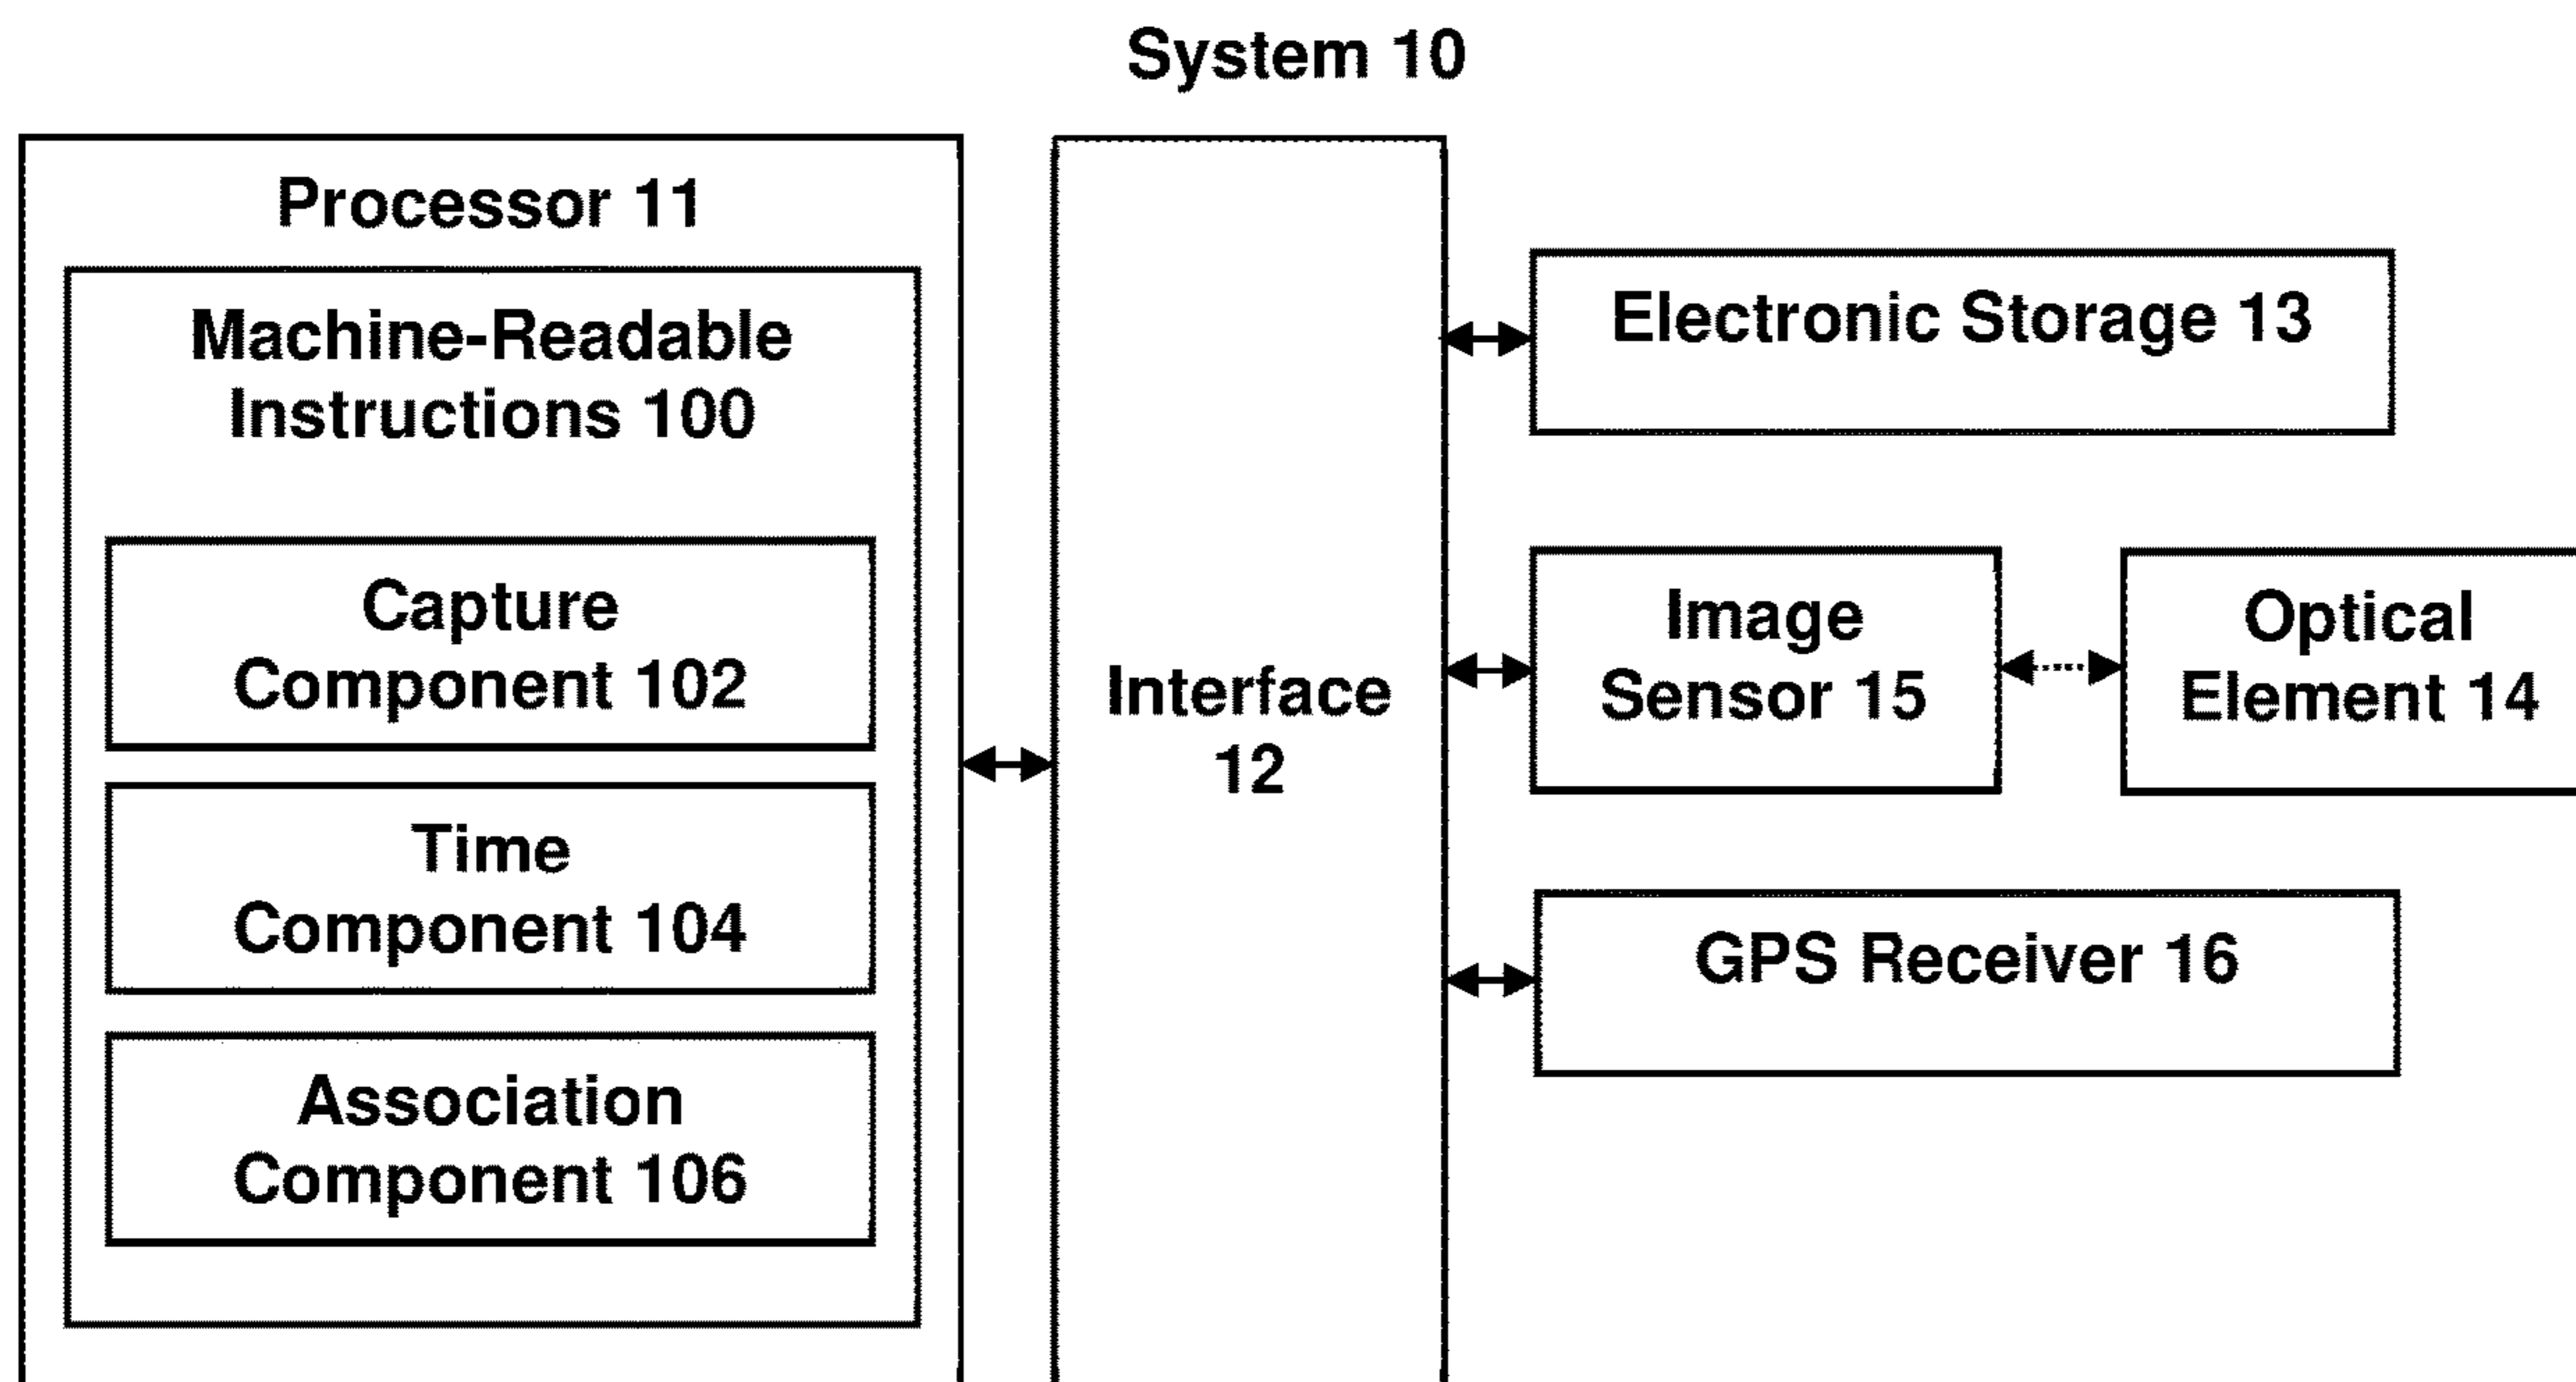 System 10
Processor 11
Machine-Readable
Instructions 100
Capture
Component 102
Time
Component 104
Association
Component 106
Interface
12
Electronic Storage 13
Image
Sensor 15
Optical
Element 14
GPS Receiver 16